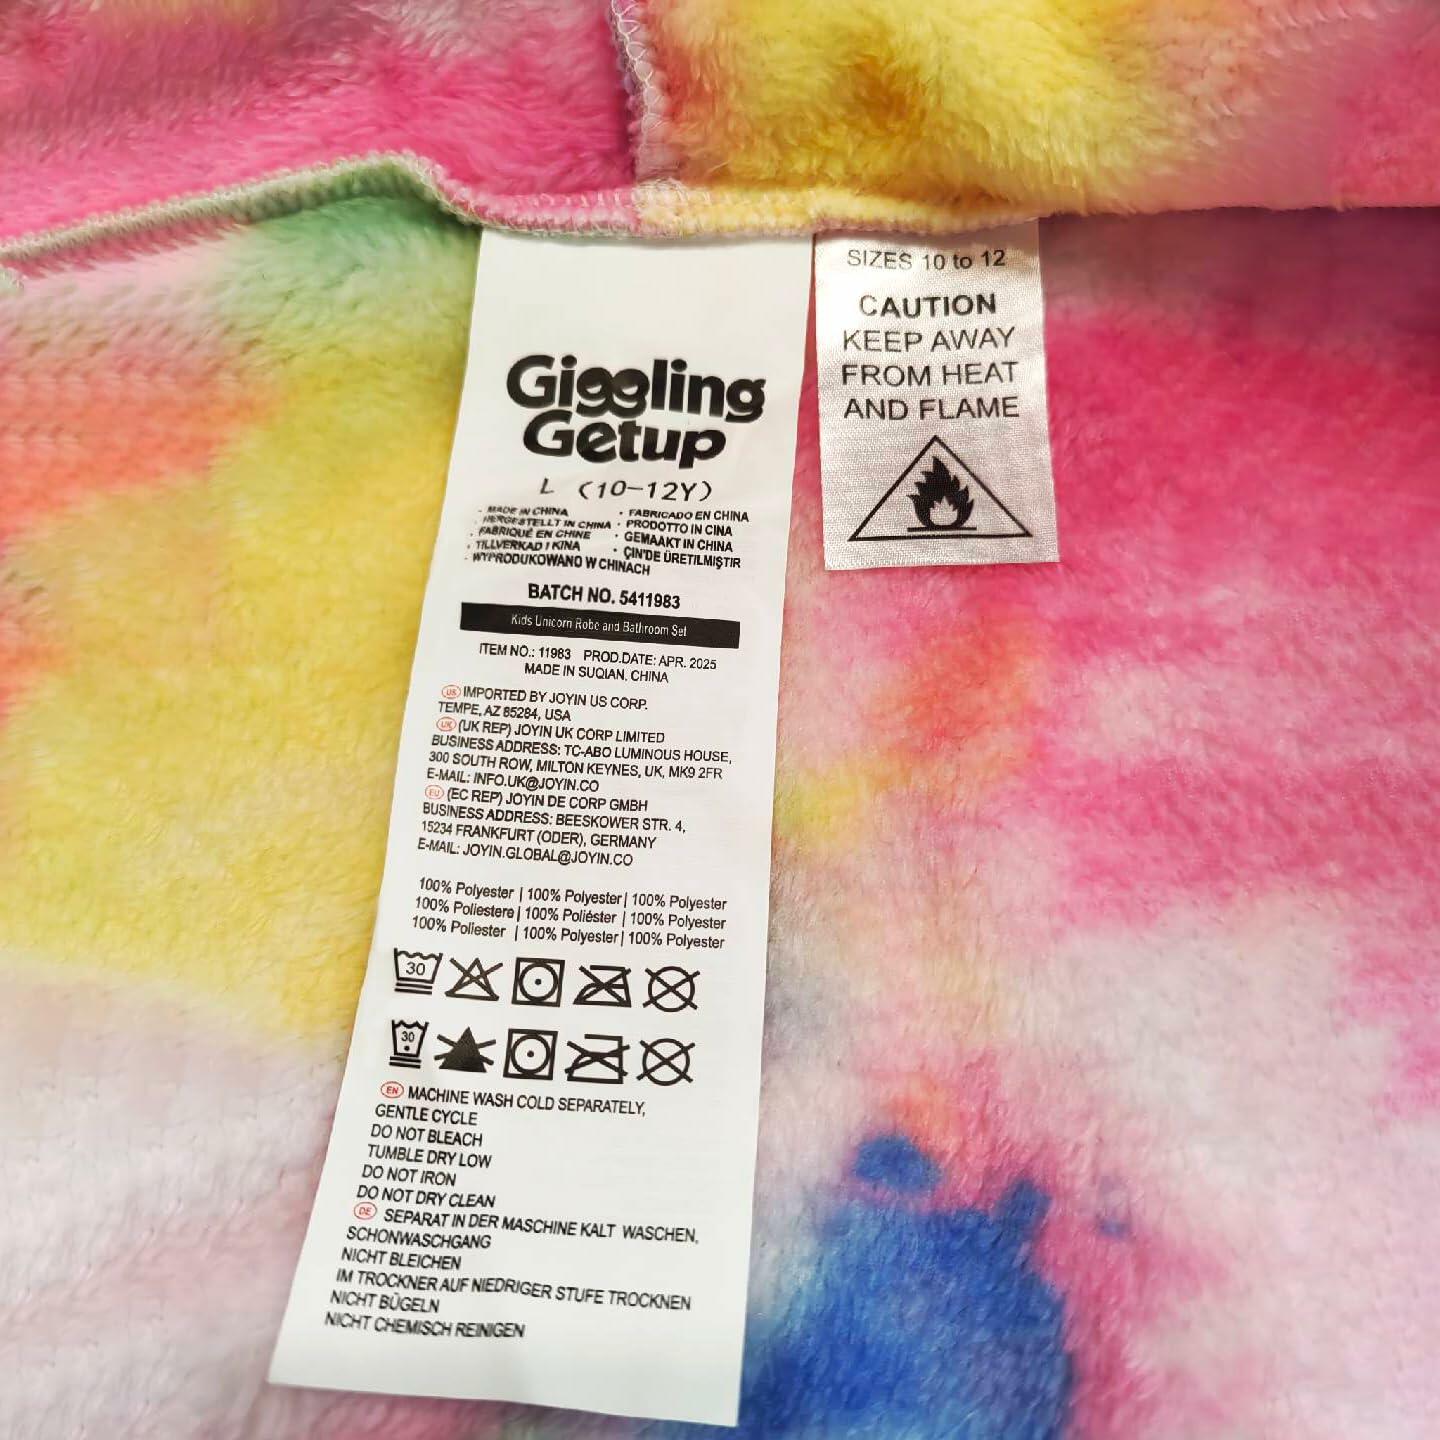 Giggling
Getup
L (10-12Y)
- MADE IN CHINA
- HERGESTELLT IN CHINA
- FABRIQUÉ EN CHINE
- TILLVERKAD I KINA
- WYPRODUKOWANO W CHINACH
· FABRICADO EN CHINA
· PRODOTTO IN CINA
· GEMAAKT IN CHINA
· ÇIN'DE ÜRETILMIŞTIR
BATCH NO. 5411983
Kids Unicorn Robe and Bathroom Set
ITEM NO.: 11983 PROD.DATE: APR. 2025
MADE IN SUQIAN, CHINA
US IMPORTED BY JOYIN US CORP.
TEMPE, AZ 85284, USA
UK (UK REP) JOYIN UK CORP LIMITED
BUSINESS ADDRESS: TC-ABO LUMINOUS HOUSE,
300 SOUTH ROW, MILTON KEYNES, UK, MK9 2FR
E-MAIL: INFO.UK@JOYIN.CO
EU (EC REP) JOYIN DE CORP GMBH
BUSINESS ADDRESS: BEESKOWER STR. 4,
15234 FRANKFURT (ODER), GERMANY
E-MAIL: JOYIN.GLOBAL@JOYIN.CO
100% Polyester | 100% Polyester | 100% Polyester
100% Poliestere | 100% Poliéster | 100% Polyester
100% Poliester | 100% Polyester | 100% Polyester
30
30
EN MACHINE WASH COLD SEPARATELY,
GENTLE CYCLE
DO NOT BLEACH
TUMBLE DRY LOW
DO NOT IRON
DO NOT DRY CLEAN
DE SEPARAT IN DER MASCHINE KALT WASCHEN,
SCHONWASCHGANG
NICHT BLEICHEN
IM TROCKNER AUF NIEDRIGER STUFE TROCKNEN
NICHT BÜGELN
NICHT CHEMISCH REINIGEN
SIZES 10 to 12
CAUTION
KEEP AWAY
FROM HEAT
AND FLAME